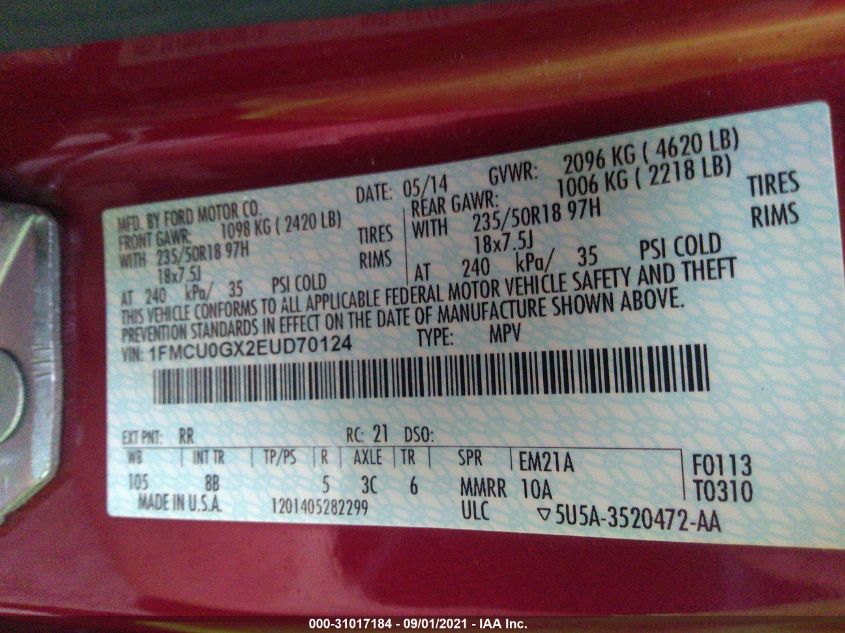 MFD. BY FORD MOTOR CO. DATE: 05/14 GVWR: 2096 KG ( 4620 LB)
FRONT GAWR: 1098 KG ( 2420 LB) REAR GAWR: 1006 KG ( 2218 LB)
WITH 235/50R18 97H TIRES WITH 235/50R18 97H TIRES
18x7.5J RIMS 18x7.5J RIMS
AT 240 kPa/ 35 PSI COLD AT 240 kPa/ 35 PSI COLD
THIS VEHICLE CONFORMS TO ALL APPLICABLE FEDERAL MOTOR VEHICLE SAFETY AND THEFT
PREVENTION STANDARDS IN EFFECT ON THE DATE OF MANUFACTURE SHOWN ABOVE.
VIN: 1FMCU0GX2EUD70124 TYPE: MPV
EXT PNT: RR RC: 21 DSO:
WB INT TR TP/PS R AXLE TR SPR EM21A F0113
105 8B 5 3C 6 MMRR 10A T0310
MADE IN U.S.A. 1201405282299 ULC ▽5U5A-3520472-AA
000-31017184 - 09/01/2021 - IAA Inc.